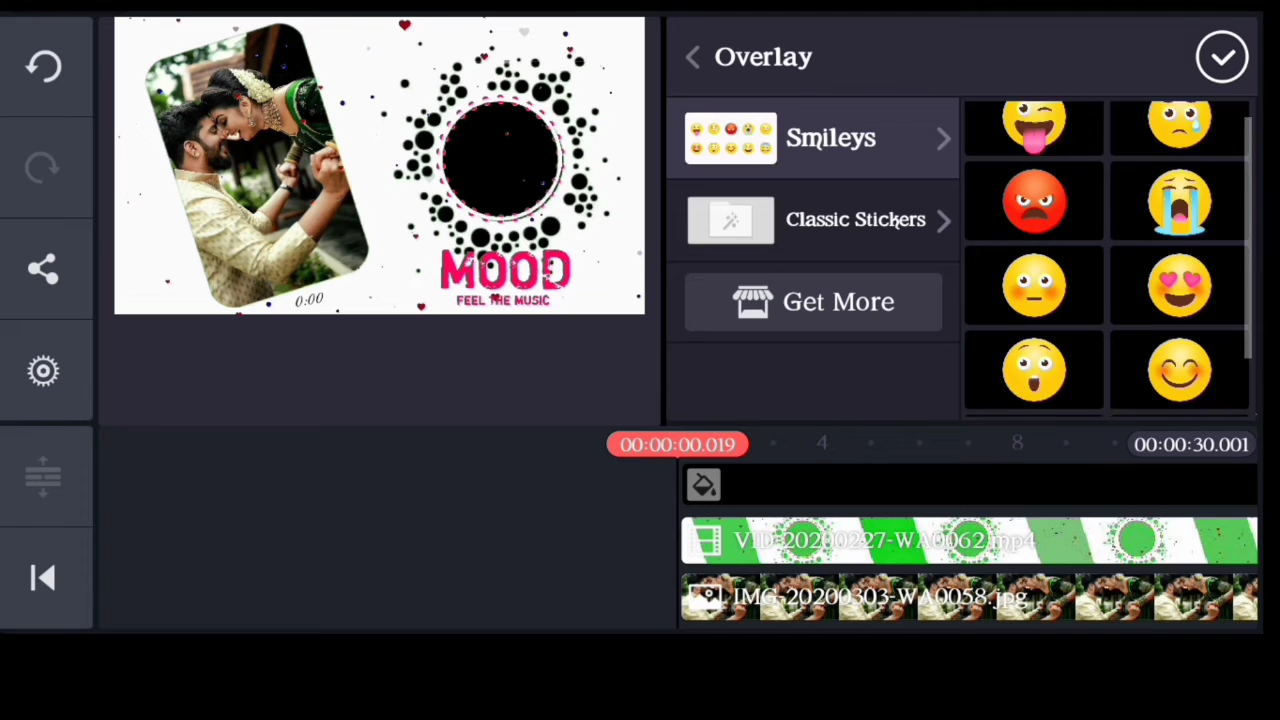 Overlay
Smileys
Classic Stickers
Get More
0:00
MOOD
FEEL THE MUSIC
00:00:00.019
4
8
00:00:30.001
VID-20200227-WA0062.mp4
IMG-20200303-WA0058.jpg